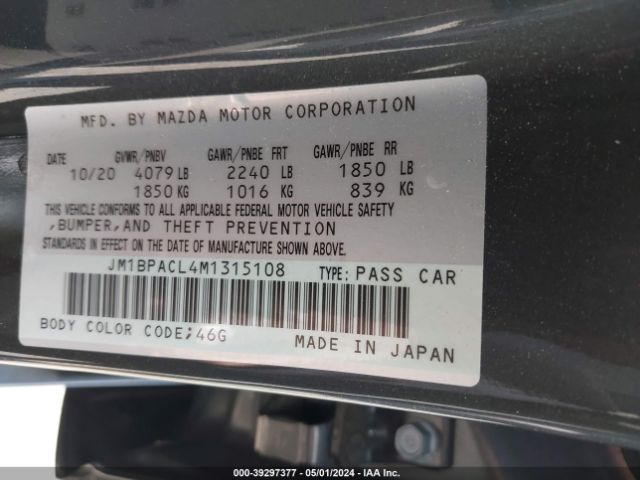 MFD. BY MAZDA MOTOR CORPORATION
DATE GVWR/PNBV GAWR/PNBE FRT GAWR/PNBE RR
10/20 4079 LB 2240 LB 1850 LB
1850 KG 1016 KG 839 KG
THIS VEHICLE CONFORMS TO ALL APPLICABLE FEDERAL MOTOR VEHICLE SAFETY
,BUMPER,AND THEFT PREVENTION
STANDARDS IN EFFECT ON THE DATE OF MANUFACTURE SHOWN ABOVE.
JM1BPACL4M1315108 TYPE: PASS CAR
BODY COLOR CODE;46G MADE IN JAPAN
000-39297377 - 05/01/2024 - IAA Inc.